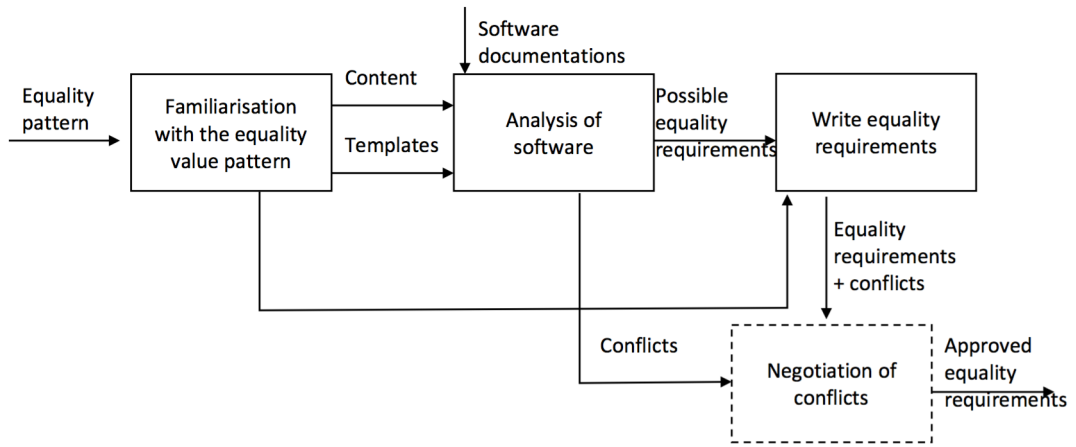 Software
documentations
Equality
pattern
Familiarisation
with the equality
value pattern
Content
Templates
Analysis of
software
Possible
equality
requirements
Write equality
requirements
Equality
requirements
+ conflicts
Conflicts
Negotiation of
conflicts
Approved
equality
requirements